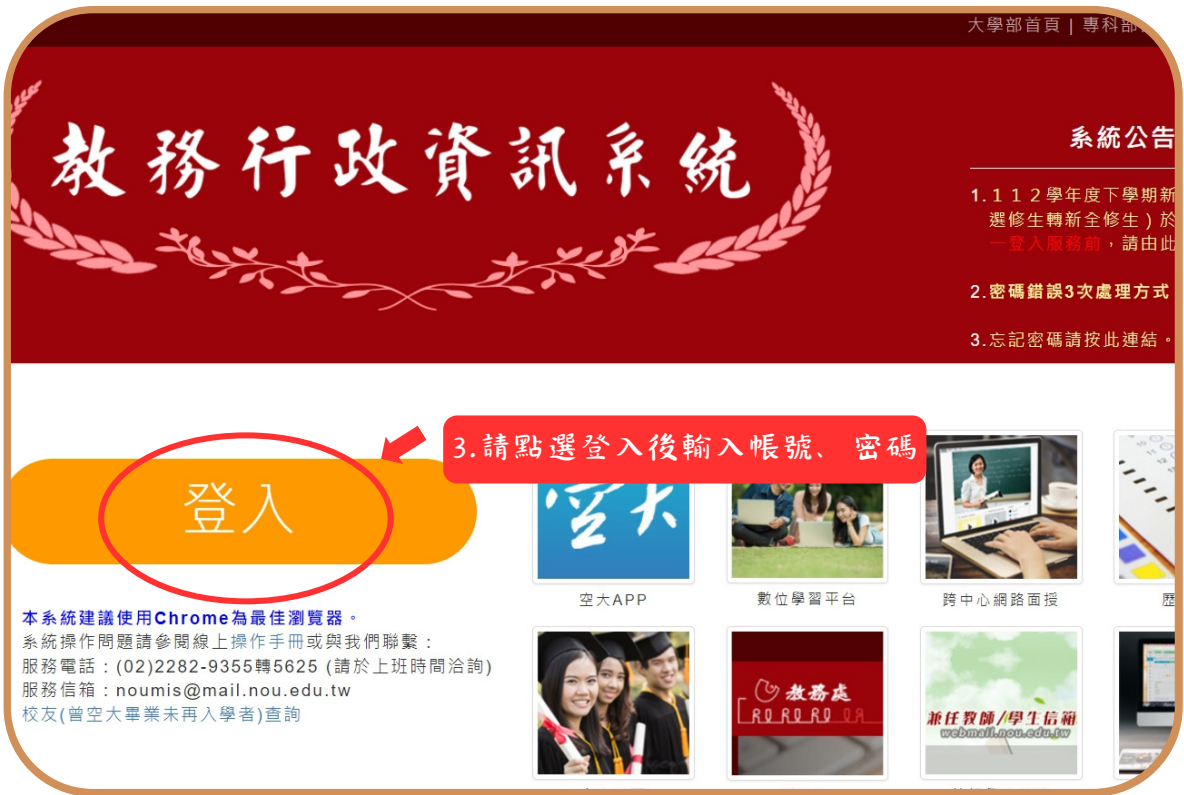 大學部首頁 | 專科部
教務行政資訊系統
系統公告
1.１１２學年度下學期新
選修生轉新全修生）於
一登入服務前，請由此
2.密碼錯誤3次處理方式
3.忘記密碼請按此連結。
3.請點選登入後輸入帳號、 密碼
登入
空大
空大APP
數位學習平台
跨中心網路面授
歷
本系統建議使用Chrome為最佳瀏覽器。
系統操作問題請參閱線上操作手冊或與我們聯繫：
服務電話：(02)2282-9355轉5625 (請於上班時間洽詢)
服務信箱：noumis@mail.nou.edu.tw
校友(曾空大畢業未再入學者)查詢
教務處
兼任教師/學生信箱
webmail.nou.edu.tw